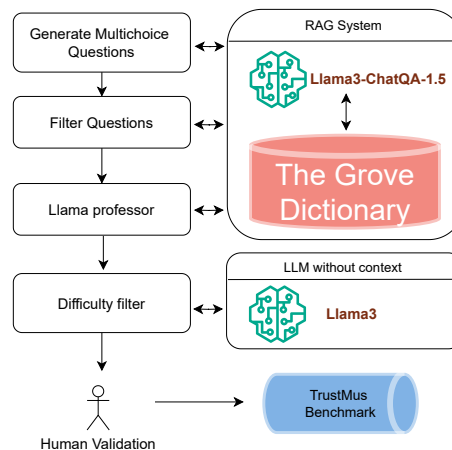 Generate Multichoice
Questions
Filter Questions
Llama professor
Difficulty filter
Human Validation
RAG System
Llama3-ChatQA-1.5
The Grove
Dictionary
LLM without context
Llama3
TrustMus
Benchmark